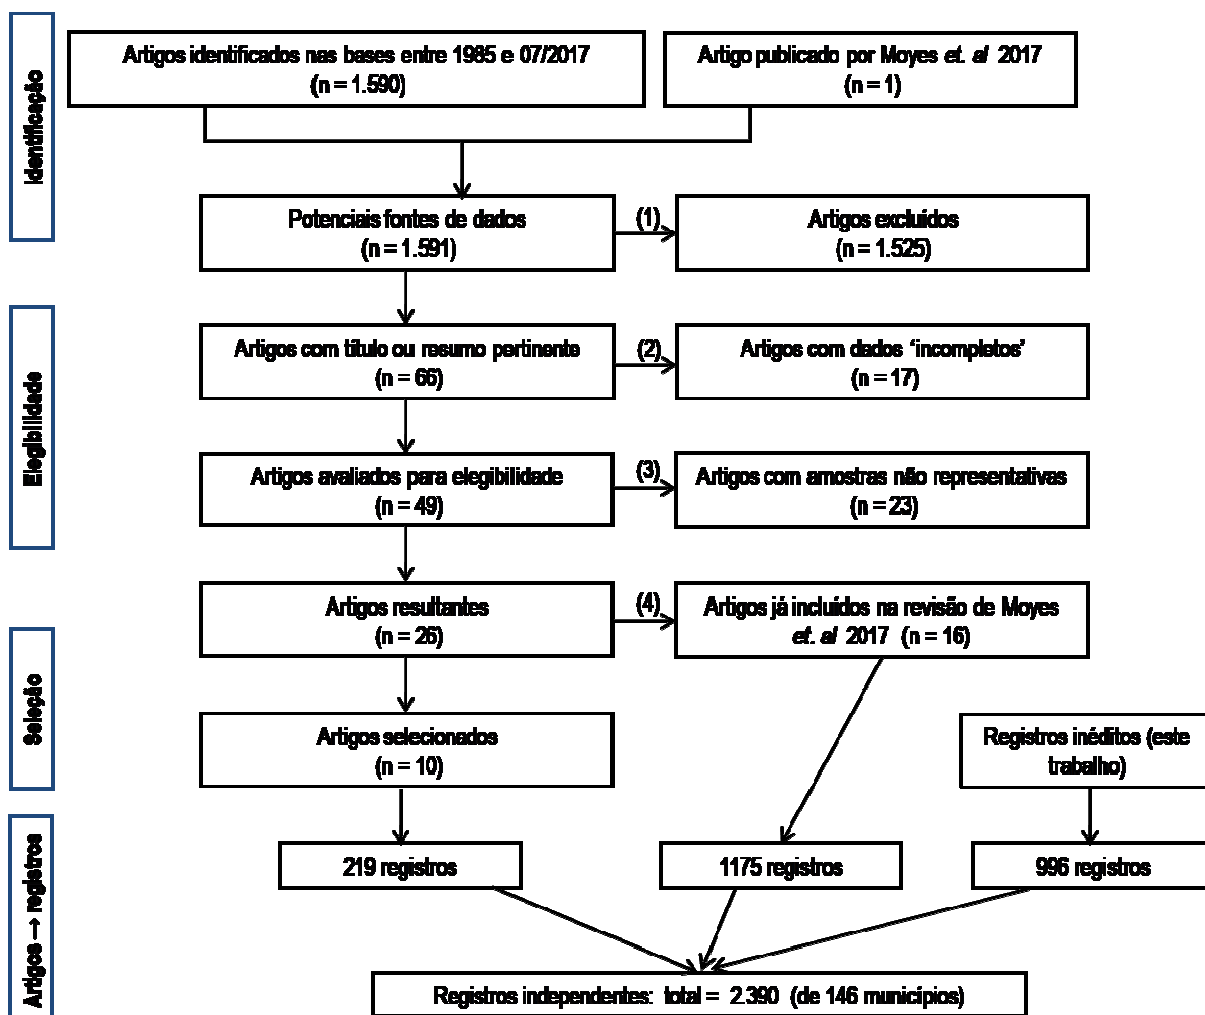 Identificação
Artigos identificados nas bases entre 1985 e 07/2017
(n = 1.590)
Artigo publicado por Moyes et. al 2017
(n = 1)
Potenciais fontes de dados
(n = 1.591)
(1)
Artigos excluídos
(n = 1.525)
Elegibilidade
Artigos com título ou resumo pertinente
(n = 66)
(2)
Artigos com dados ‘incompletos’
(n = 17)
Artigos avaliados para elegibilidade
(n = 49)
(3)
Artigos com amostras não representativas
(n = 23)
Seleção
Artigos resultantes
(n = 26)
(4)
Artigos já incluídos na revisão de Moyes
et. al 2017 (n = 16)
Artigos selecionados
(n = 10)
Registros inéditos (este
trabalho)
Artigos → registros
219 registros
1175 registros
996 registros
Registros independentes: total = 2.390 (de 146 municípios)